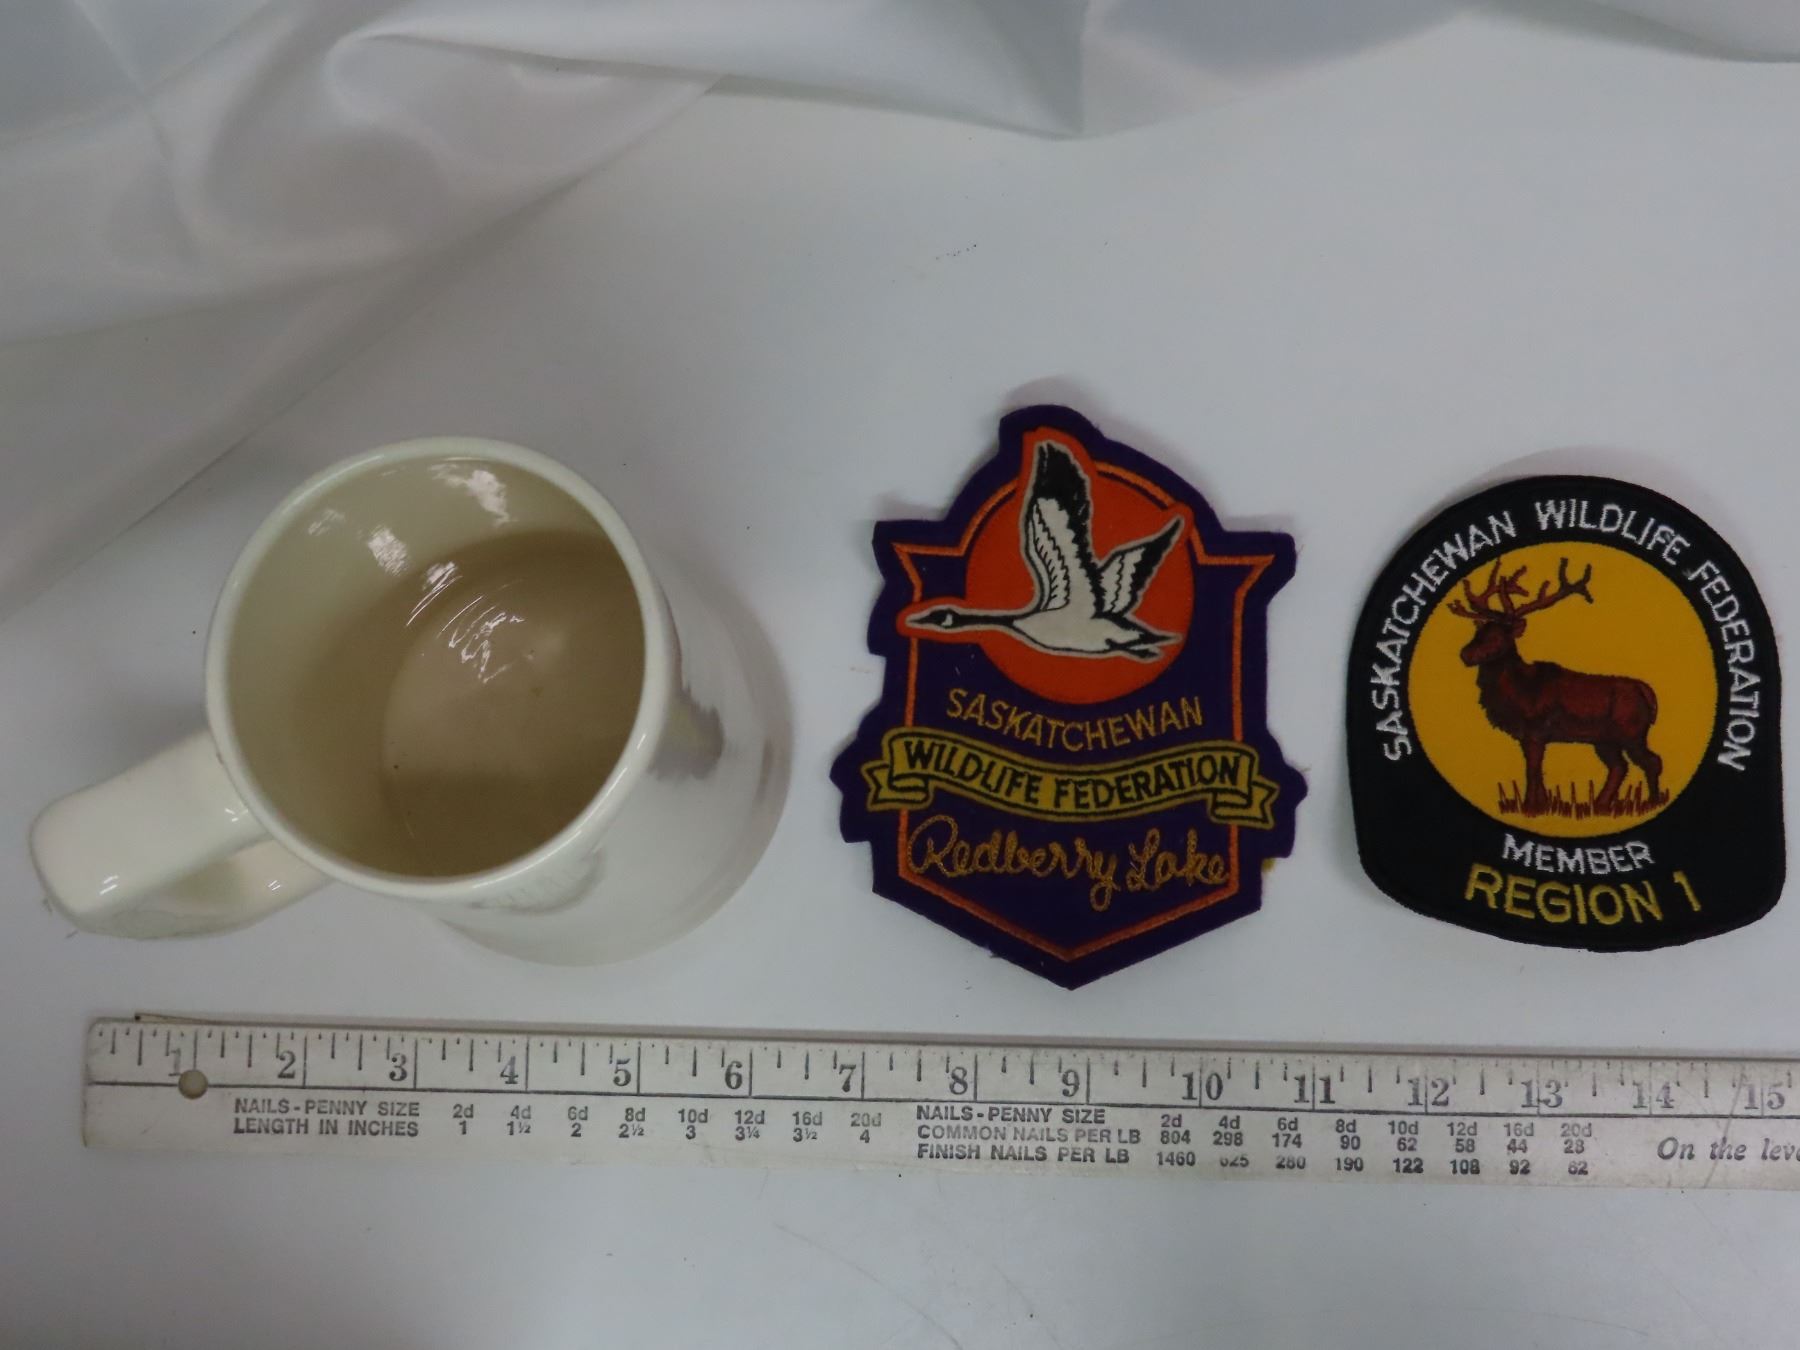 SASKATCHEWAN
WILDLIFE FEDERATION
Redberry Lake
SASKATCHEWAN WILDLIFE FEDERATION
MEMBER
REGION 1
1 2 3 4 5 6 7 8 9 10 11 12 13 14 15
NAILS - PENNY SIZE 2d 4d 6d 8d 10d 12d 16d 20d
LENGTH IN INCHES 1 1½ 2 2½ 3 3¼ 3½ 4
NAILS - PENNY SIZE 2d 4d 6d 8d 10d 12d 16d 20d
COMMON NAILS PER LB 804 298 174 90 62 58 44 28
FINISH NAILS PER LB 1460 625 280 190 122 108 92 62
On the leve